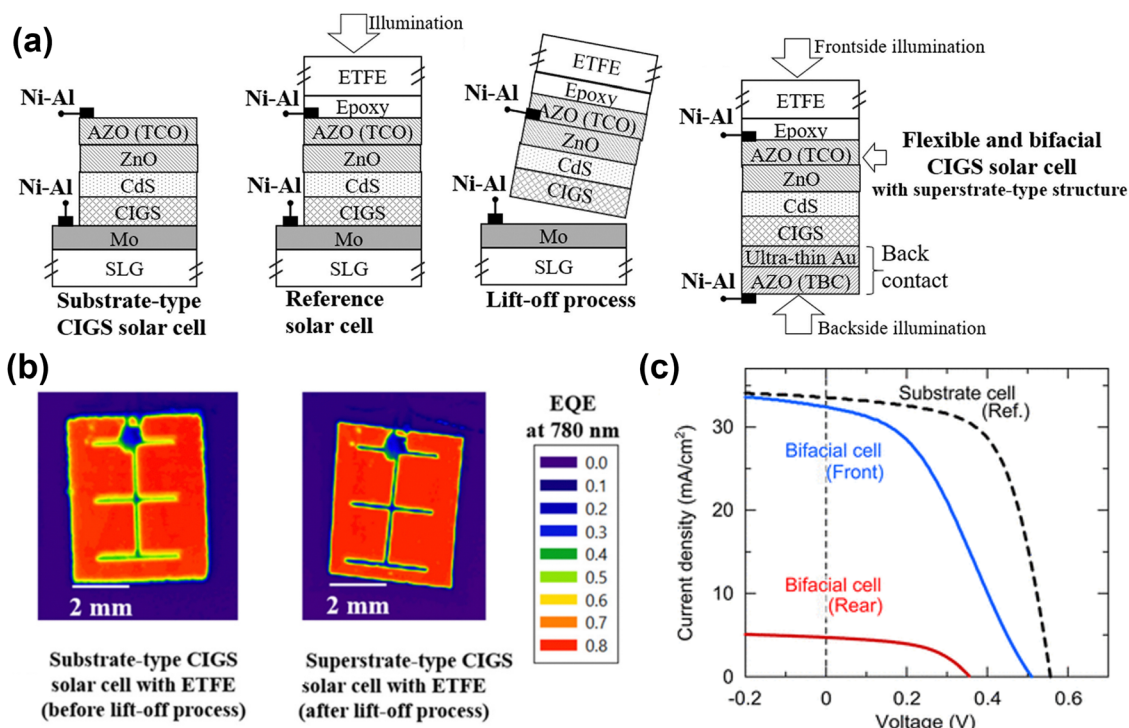 (a)
Illumination
Ni-Al
AZO (TCO)
ZnO
CdS
Ni-Al
CIGS
Mo
SLG
Substrate-type
CIGS solar cell
ETFE
Epoxy
Ni-Al
AZO (TCO)
ZnO
CdS
Ni-Al
CIGS
Mo
SLG
Reference
solar cell
ETFE
Epoxy
Ni-Al
AZO (TCO)
ZnO
CdS
CIGS
Ni-Al
Mo
SLG
Lift-off process
Frontside illumination
ETFE
Ni-Al
Epoxy
AZO (TCO)
ZnO
CdS
CIGS
Ultra-thin Au
AZO (TBC)
Ni-Al
Back
contact
Backside illumination
Flexible and bifacial
CIGS solar cell
with superstrate-type structure
(b)
2 mm
Substrate-type CIGS
solar cell with ETFE
(before lift-off process)
2 mm
Superstrate-type CIGS
solar cell with ETFE
(after lift-off process)
EQE
at 780 nm
0.0
0.1
0.2
0.3
0.4
0.5
0.6
0.7
0.8
(c)
Current density (mA/cm2)
30
20
10
0
Substrate cell
(Ref.)
Bifacial cell
(Front)
Bifacial cell
(Rear)
-0.2
0
0.2
0.4
0.6
Voltage (V)